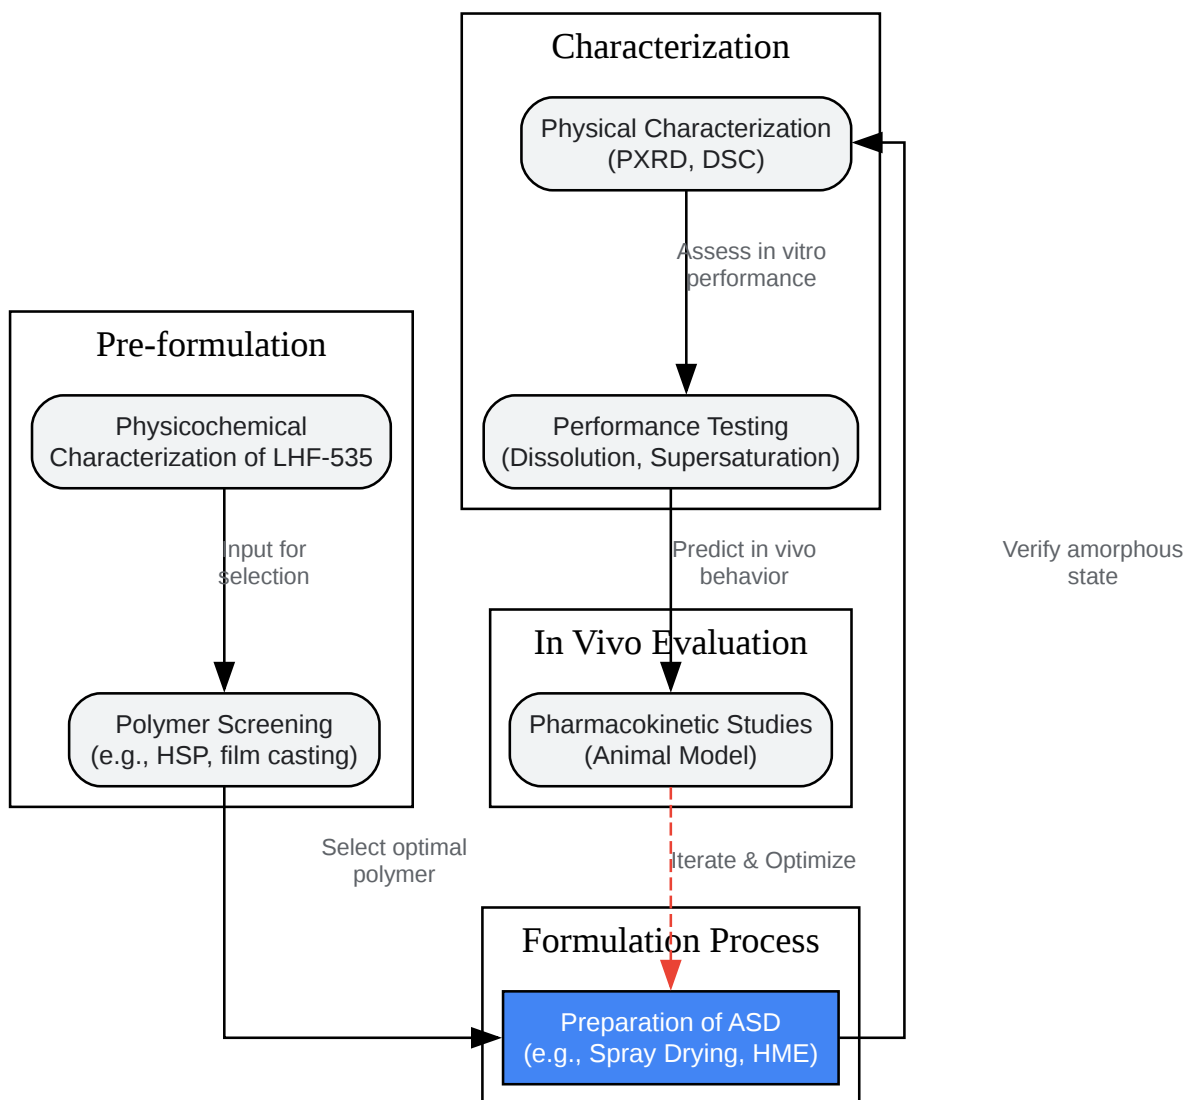 Characterization
Physical Characterization
(PXRD, DSC)
Assess in vitro
performance
Pre-formulation
Physicochemical
Characterization of LHF-535
Performance Testing
(Dissolution, Supersaturation)
Input for
selection
Predict in vivo
behavior
Verify amorphous
state
In Vivo Evaluation
Polymer Screening
(e.g., HSP, film casting)
Pharmacokinetic Studies
(Animal Model)
Select optimal
polymer
Iterate & Optimize
Formulation Process
Preparation of ASD
(e.g., Spray Drying, HME)